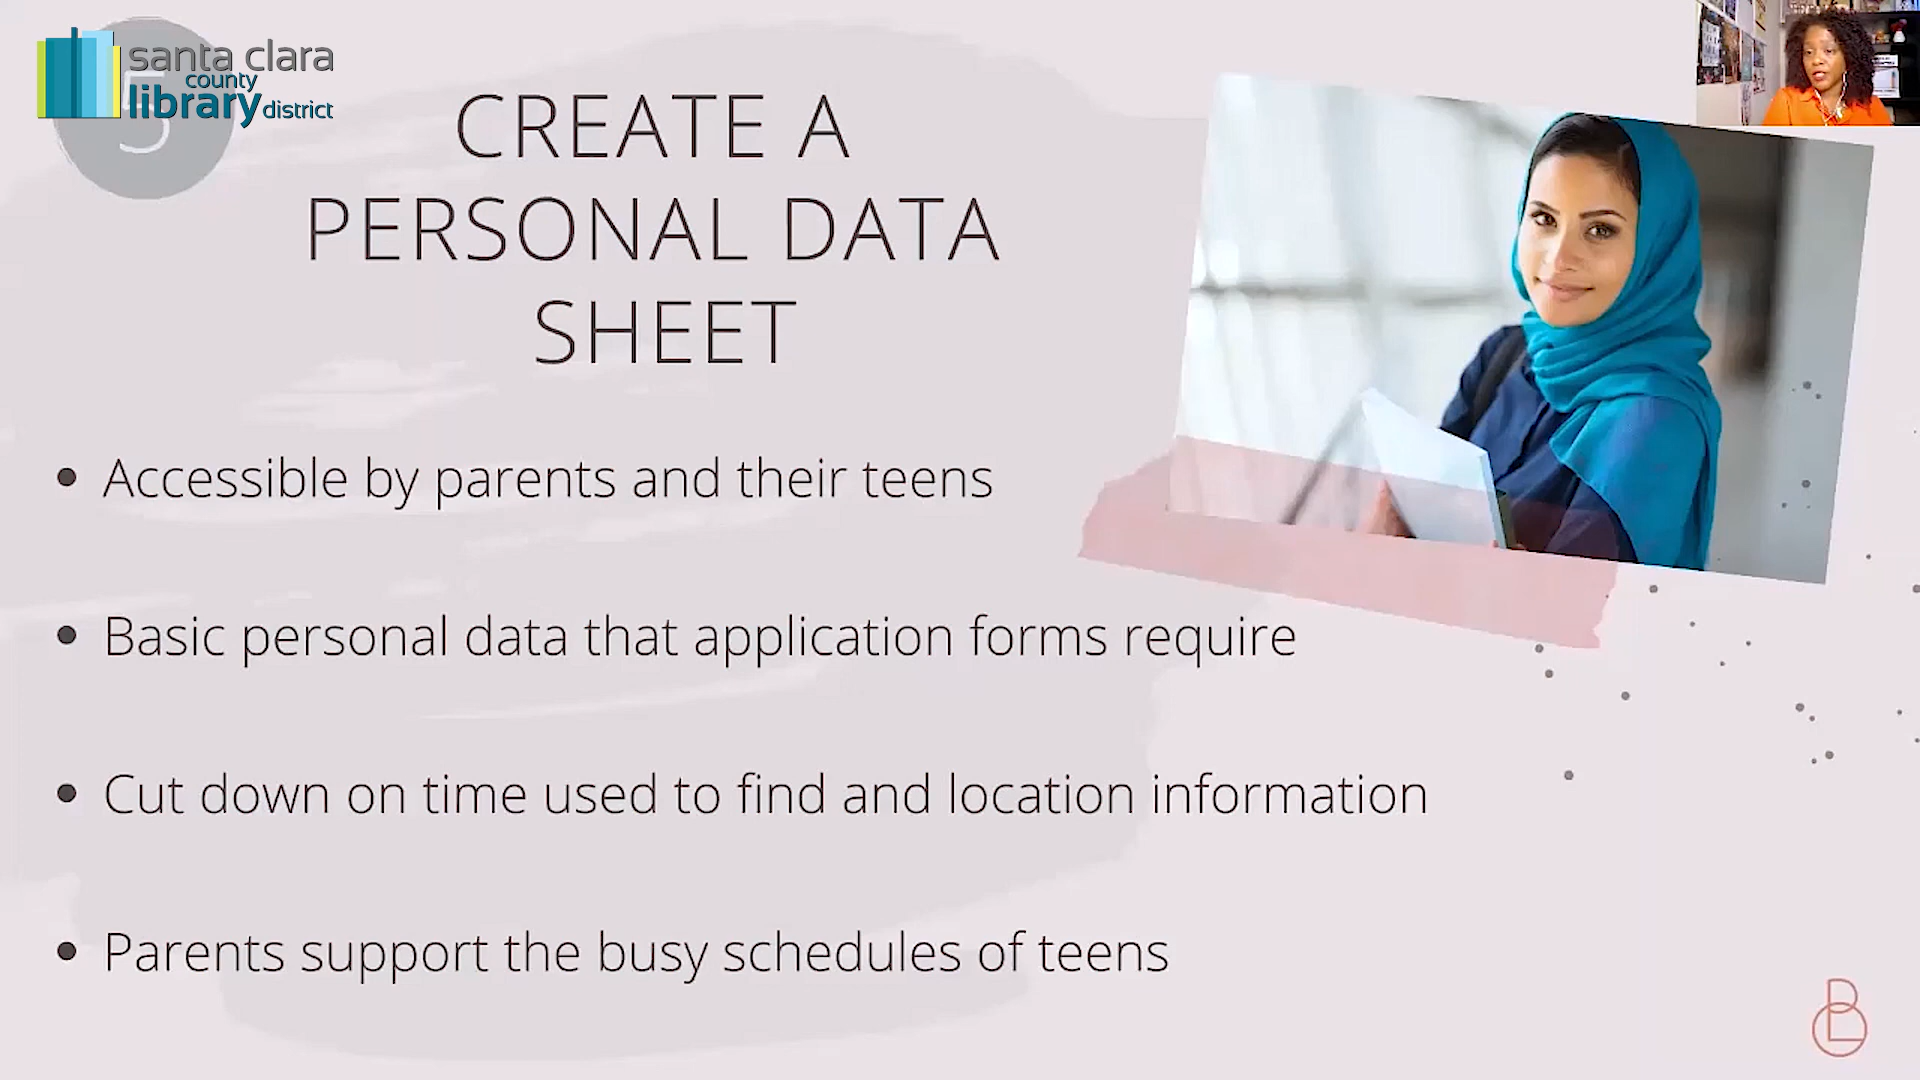 santa clara
county
library district
5
CREATE A
PERSONAL DATA
SHEET
• Accessible by parents and their teens
• Basic personal data that application forms require
• Cut down on time used to find and location information
• Parents support the busy schedules of teens